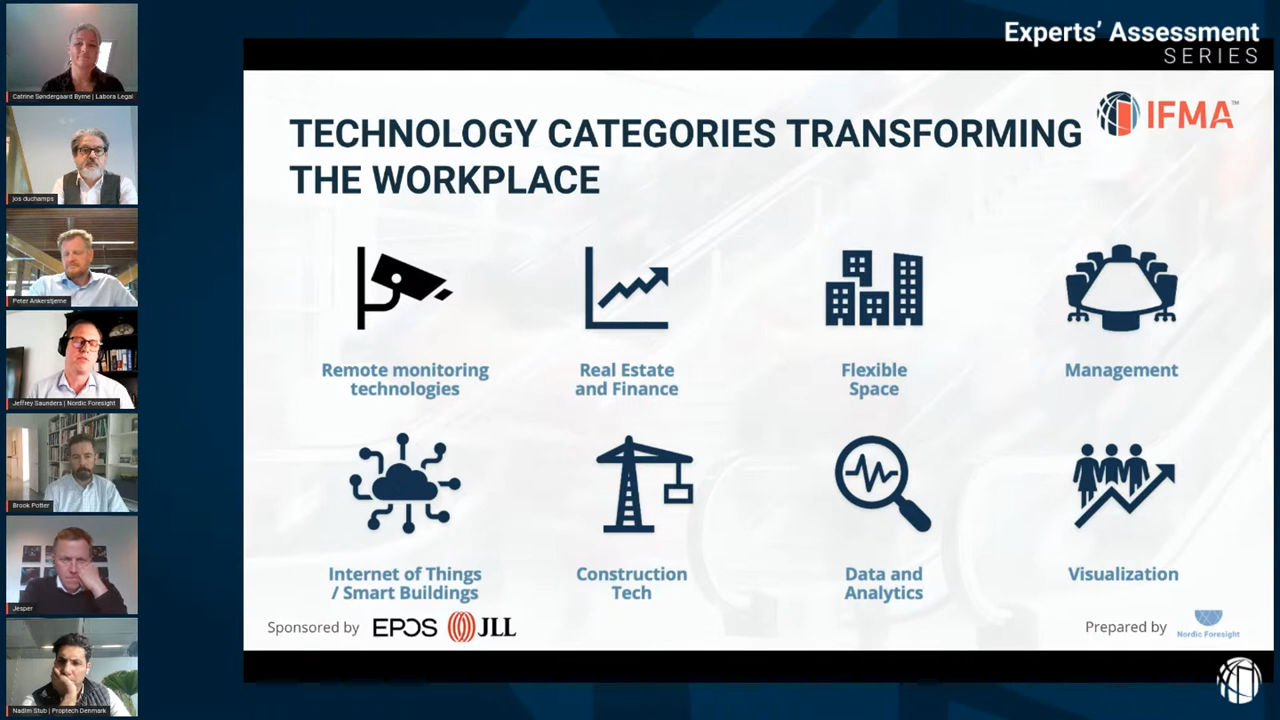 Experts' Assessment
SERIES
IFMA™
TECHNOLOGY CATEGORIES TRANSFORMING
THE WORKPLACE
Remote monitoring
technologies
Real Estate
and Finance
Flexible
Space
Management
Internet of Things
/ Smart Buildings
Construction
Tech
Data and
Analytics
Visualization
Sponsored by EPOS JLL
Prepared by
Nordic Foresight
Catrine Søndergaard Byrne | Labora Legal
jos duchamps
Peter Ankerstjerne
Jeffrey Saunders | Nordic Foresight
Brook Potter
Jesper
Nadim Stub | Proptech Denmark